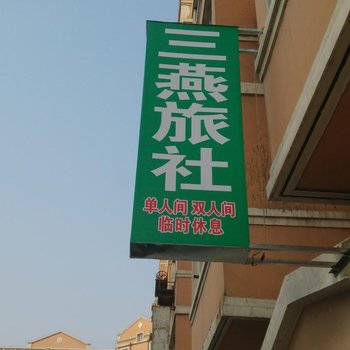 三燕旅社
单人间 双人间
临时休息